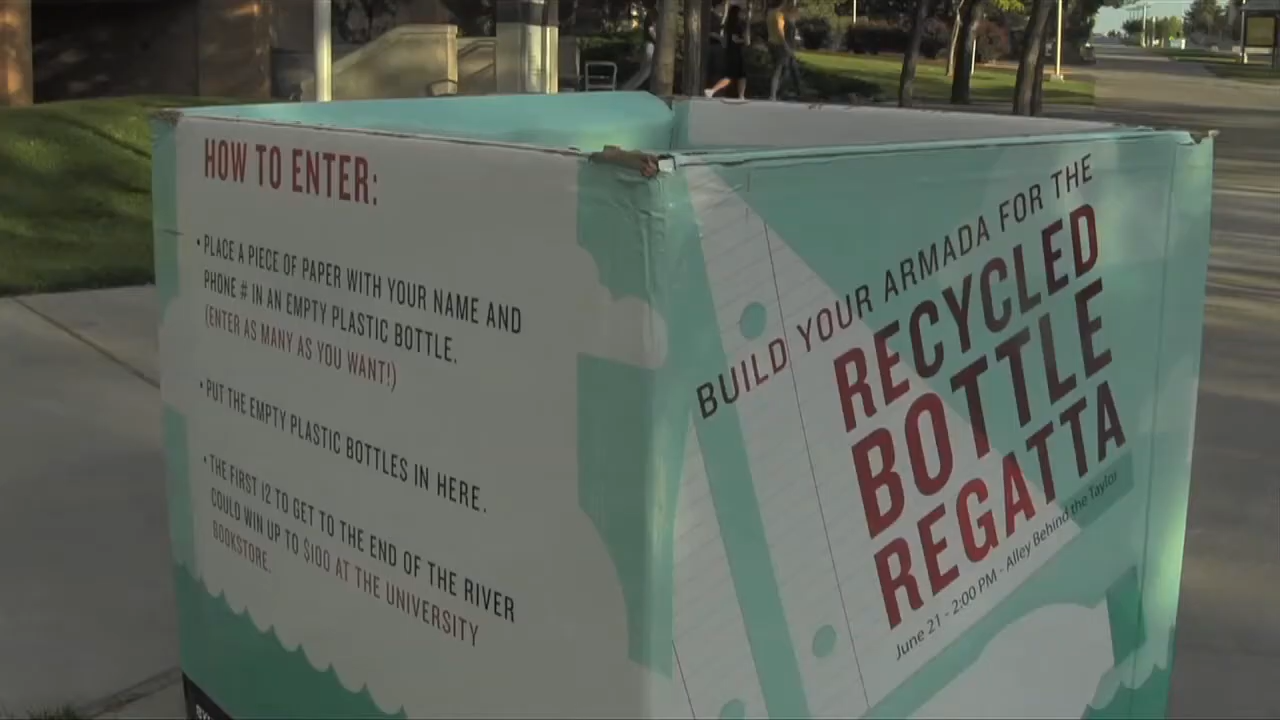 HOW TO ENTER:
• PLACE A PIECE OF PAPER WITH YOUR NAME AND
PHONE # IN AN EMPTY PLASTIC BOTTLE.
(ENTER AS MANY AS YOU WANT!)
• PUT THE EMPTY PLASTIC BOTTLES IN HERE.
• THE FIRST 12 TO GET TO THE END OF THE RIVER
COULD WIN UP TO $100 AT THE UNIVERSITY
BOOKSTORE.
BUILD YOUR ARMADA FOR THE
RECYCLED
BOTTLE
REGATTA
June 21 - 2:00 PM - Alley Behind the Taylor